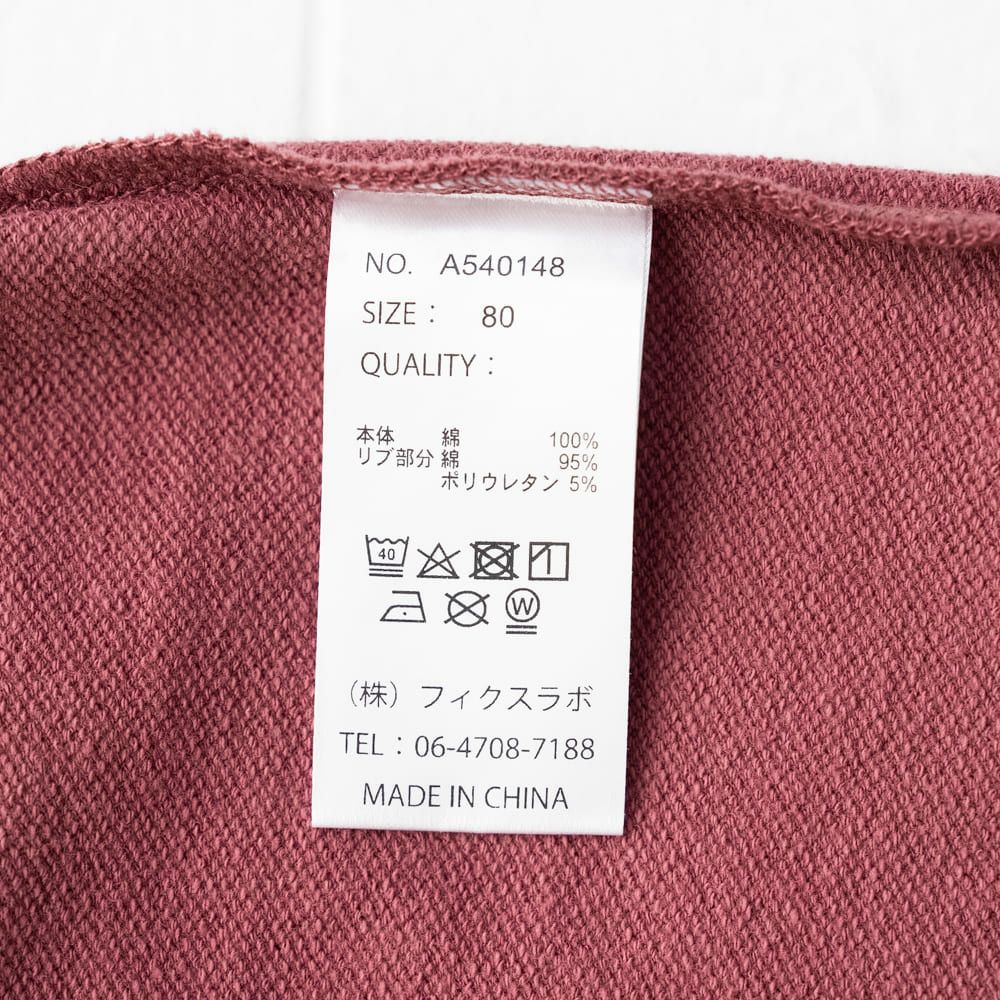 NO. A540148
SIZE： 80
QUALITY：
本体 綿 100%
リブ部分 綿 95%
ポリウレタン 5%
40
W
（株）フィクスラボ
TEL：06-4708-7188
MADE IN CHINA